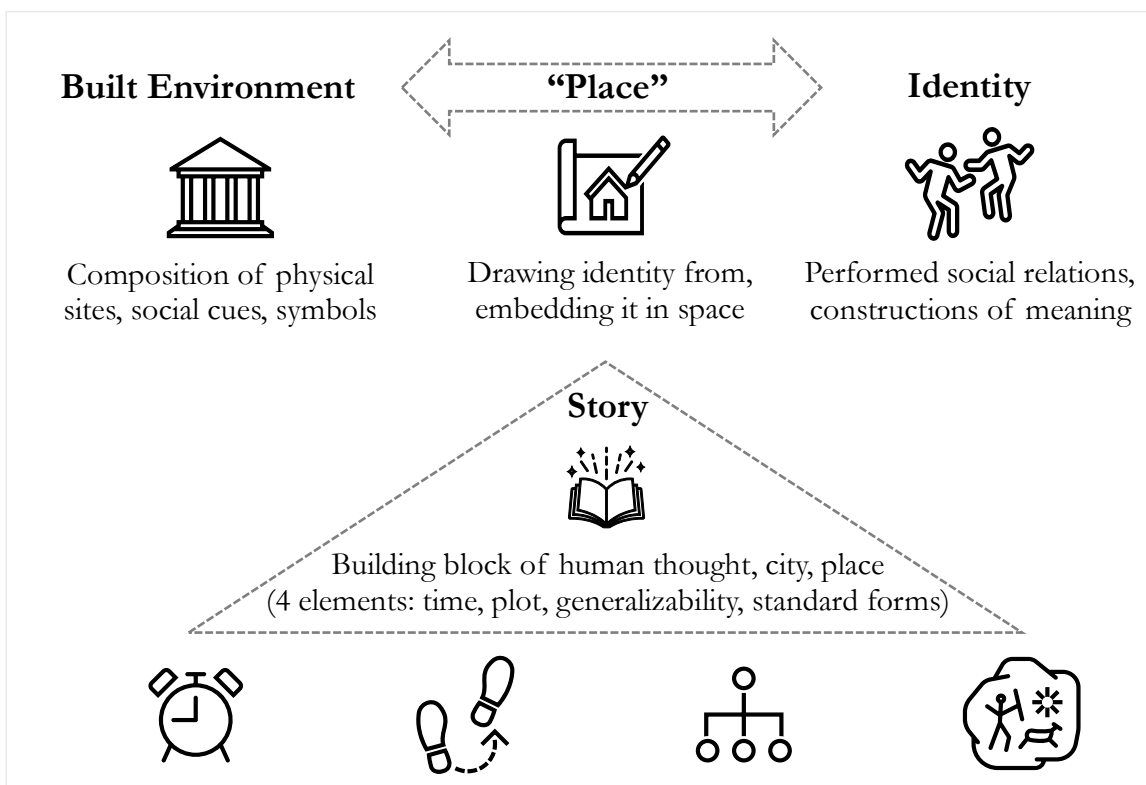 Built Environment
“Place”
Identity
Composition of physical
sites, social cues, symbols
Drawing identity from,
embedding it in space
Performed social relations,
constructions of meaning
Story
Building block of human thought, city, place
(4 elements: time, plot, generalizability, standard forms)